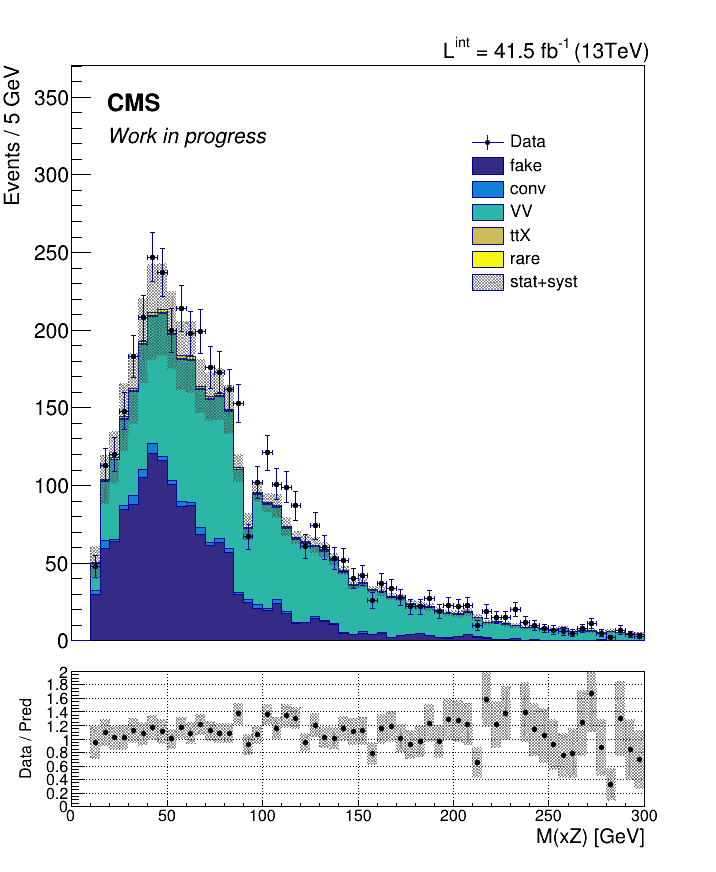 L^int = 41.5 fb^-1 (13TeV)
Events / 5 GeV
350
300
250
200
150
100
50
0
CMS
Work in progress
Data
fake
conv
VV
ttX
rare
stat+syst
Data / Pred
2
1.8
1.6
1.4
1.2
1
0.8
0.6
0.4
0.2
0
0 50 100 150 200 250 300
M(xZ) [GeV]